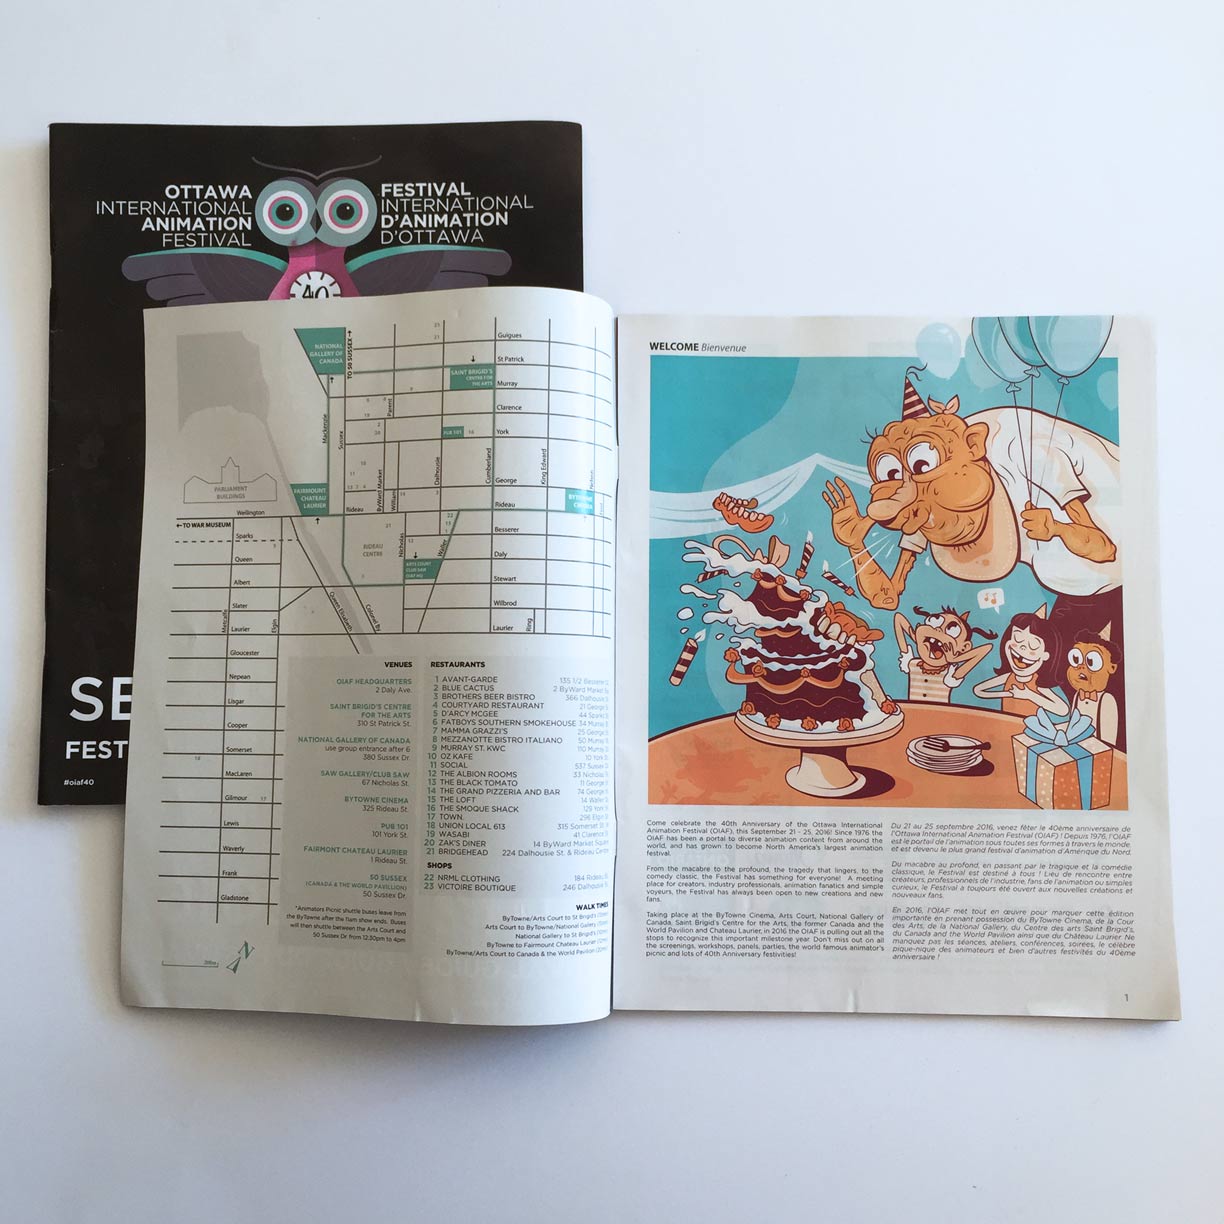 OTTAWA
INTERNATIONAL
ANIMATION
FESTIVAL
FESTIVAL
INTERNATIONAL
D'ANIMATION
D'OTTAWA
40
SE
FEST
#oiaf40
NATIONAL
GALLERY OF
CANADA
TO 50 SUSSEX
SAINT BRIGID'S
CENTRE FOR
THE ARTS
Guigues
St Patrick
Murray
Clarence
York
George
Rideau
Besserer
Daly
Stewart
Wilbrod
Laurier
King
Mackenzie
Sussex
Parent
ByWard Market
William
Dalhousie
Cumberland
King Edward
Nelson
PUB 101
PARLIAMENT
BUILDINGS
FAIRMOUNT
CHATEAU
LAURIER
Rideau
BYTOWNE
CINEMA
Wellington
TO WAR MUSEUM
Sparks
Queen
Albert
Slater
Laurier
Gloucester
Nepean
Lisgar
Cooper
Somerset
MacLaren
Gilmour
Lewis
Waverly
Frank
Gladstone
Metcalfe
Elgin
Queen Elizabeth
Colonel By
RIDEAU
CENTRE
Nicholas
Waller
ARTS COURT
CLUB SAW
OIAF HQ
200m
N
VENUES
OIAF HEADQUARTERS
2 Daly Ave.
SAINT BRIGID'S CENTRE
FOR THE ARTS
310 St Patrick St.
NATIONAL GALLERY OF CANADA
use group entrance after 6
380 Sussex Dr.
SAW GALLERY/CLUB SAW
67 Nicholas St.
BYTOWNE CINEMA
325 Rideau St.
PUB 101
101 York St.
FAIRMONT CHATEAU LAURIER
1 Rideau St.
50 SUSSEX
(CANADA & THE WORLD PAVILION)
50 Sussex Dr.
*Animators Picnic shuttle buses leave from
the ByTowne after the 11am show ends. Buses
will then shuttle between the Arts Court and
50 Sussex Dr from 12:30pm to 4pm
RESTAURANTS
1 AVANT-GARDE 135 1/2 Besserer
2 BLUE CACTUS 2 ByWard Market
3 BROTHERS BEER BISTRO 366 Dalhousie
4 COURTYARD RESTAURANT 21 George
5 D'ARCY MCGEE 44 Sparks
6 FATBOYS SOUTHERN SMOKEHOUSE 34 Murray
7 MAMMA GRAZZI'S 25 George
8 MEZZANOTTE BISTRO ITALIANO 50 Murray
9 MURRAY ST. KWC 110 Murray
10 OZ KAFE 10 York
11 SOCIAL 537 Sussex
12 THE ALBION ROOMS 33 Nicholas
13 THE BLACK TOMATO 11 George
14 THE GRAND PIZZERIA AND BAR 74 George
15 THE LOFT 14 Waller
16 THE SMOQUE SHACK 129 York
17 TOWN. 296 Elgin
18 UNION LOCAL 613 315 Somerset
19 WASABI 41 Clarence
20 ZAK'S DINER 14 ByWard Market Square
21 BRIDGEHEAD 224 Dalhousie St. & Rideau Centre
SHOPS
22 NRML CLOTHING 184 Rideau
23 VICTOIRE BOUTIQUE 246 Dalhousie
WALK TIMES
ByTowne/Arts Court to St Brigid's
Arts Court to ByTowne/National Gallery
National Gallery to St Brigid's
ByTowne to Fairmont Chateau Laurier
ByTowne/Arts Court to Canada & the World Pavilion
WELCOME Bienvenue
Come celebrate the 40th Anniversary of the Ottawa International
Animation Festival (OIAF), this September 21 - 25, 2016! Since 1976 the
OIAF has been a portal to diverse animation content from around the
world, and has grown to become North America's largest animation
festival.
From the macabre to the profound, the tragedy that lingers, to the
comedy classic, the Festival has something for everyone! A meeting
place for creators, industry professionals, animation fanatics and simple
voyeurs, the Festival has always been open to new creations and new
fans.
Taking place at the ByTowne Cinema, Arts Court, National Gallery of
Canada, Saint Brigid's Centre for the Arts, the former Canada and the
World Pavilion and Chateau Laurier, in 2016 the OIAF is pulling out all the
stops to recognize this important milestone year. Don't miss out on all
the screenings, workshops, panels, parties, the world famous animator's
picnic and lots of 40th Anniversary festivities!
Du 21 au 25 septembre 2016, venez fêter le 40ème anniversaire de
l'Ottawa International Animation Festival (OIAF) ! Depuis 1976, l'OIAF
est le portail de l'animation sous toutes ses formes à travers le monde,
et est devenu le plus grand festival d'animation d'Amérique du Nord.
Du macabre au profond, en passant par le tragique et la comédie
classique, le Festival est destiné à tous ! Lieu de rencontre entre
créateurs, professionnels de l'industrie, fans de l'animation ou simples
curieux, le Festival a toujours été ouvert aux nouvelles créations et
nouveaux fans.
En 2016, l'OIAF met tout en œuvre pour marquer cette édition
importante en prenant possession du ByTowne Cinema, de la Cour
des Arts, de la National Gallery, du Centre des arts Saint Brigid's,
du Canada and the World Pavilion ainsi que du Château Laurier. Ne
manquez pas les séances, ateliers, conférences, soirées, le célèbre
pique-nique des animateurs et bien d'autres festivités du 40ème
anniversaire !
1